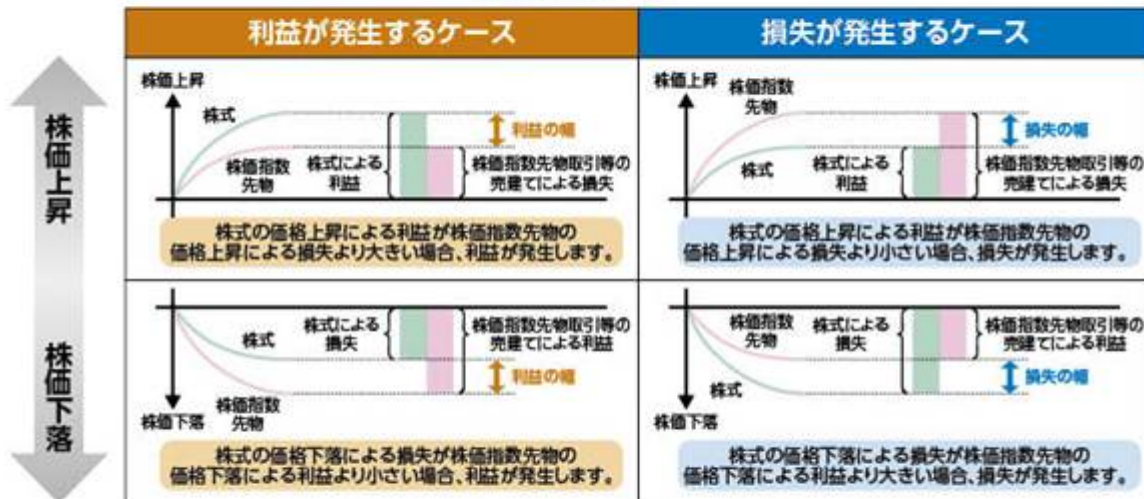 利益が発生するケース
損失が発生するケース
株価上昇
株価下落
株価上昇
株式
株価指数
先物
株式による
利益
利益の幅
株価指数先物取引等の
売建てによる損失
株式の価格上昇による利益が株価指数先物の
価格上昇による損失より大きい場合、利益が発生します。
株価上昇
株価指数
先物
株式
株式による
利益
損失の幅
株価指数先物取引等の
売建てによる損失
株式の価格上昇による利益が株価指数先物の
価格上昇による損失より小さい場合、損失が発生します。
株式
株式による
損失
株価指数先物取引等の
売建てによる利益
利益の幅
株価指数
先物
株価下落
株式の価格下落による損失が株価指数先物の
価格下落による利益より小さい場合、利益が発生します。
株価指数
先物
株式による
損失
株価指数先物取引等の
売建てによる利益
損失の幅
株式
株価下落
株式の価格下落による損失が株価指数先物の
価格下落による利益より大きい場合、損失が発生します。